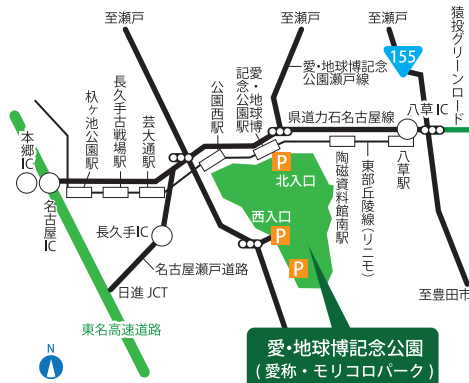 至瀬戸
至瀬戸
至瀬戸
猿投グリーンロード
155
愛・地球博記念
公園瀬戸線
八草IC
県道力石名古屋線
愛・地球博
記念公園駅
公園西駅
芸大通駅
長久手古戦場駅
杁ヶ池公園駅
本郷IC
名古屋IC
P
北入口
西入口
P
P
陶磁資料館南駅
東部丘陵線(リニモ)
八草駅
長久手IC
名古屋瀬戸道路
日進JCT
至豊田市
東名高速道路
N
愛・地球博記念公園
(愛称・モリコロパーク)